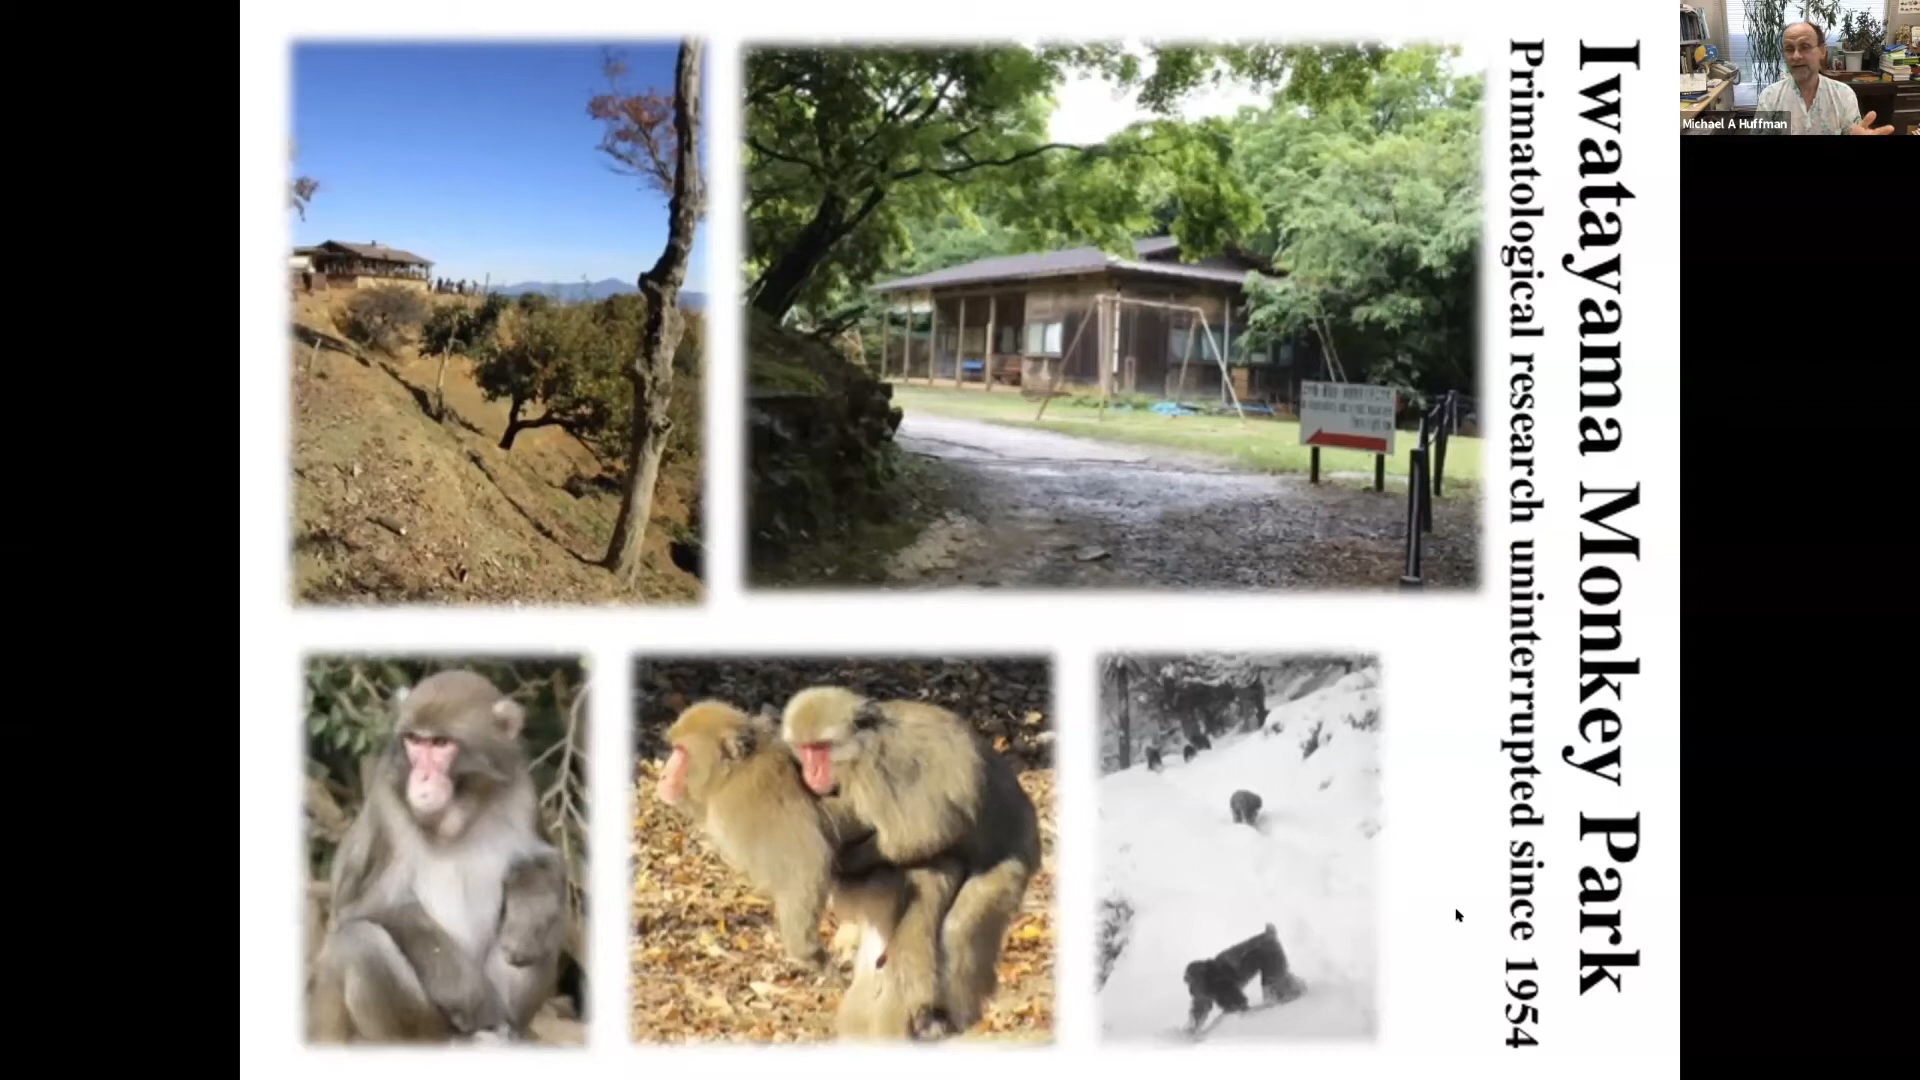 Iwatayama Monkey Park
Primatological research uninterrupted since 1954
Michael A Huffman